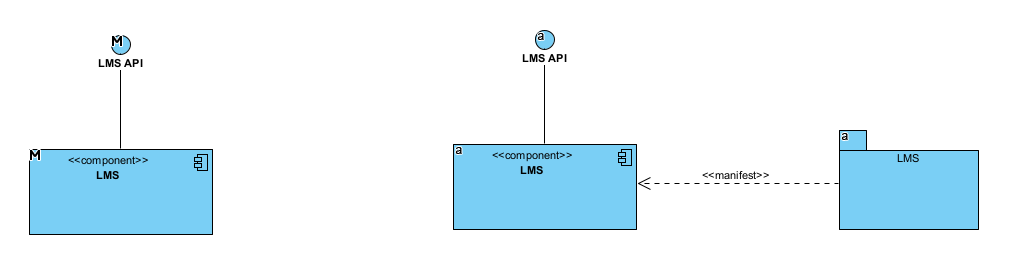 M
LMS API
M
<<component>>
LMS
a
LMS API
a
<<component>>
LMS
<<manifest>>
a
LMS